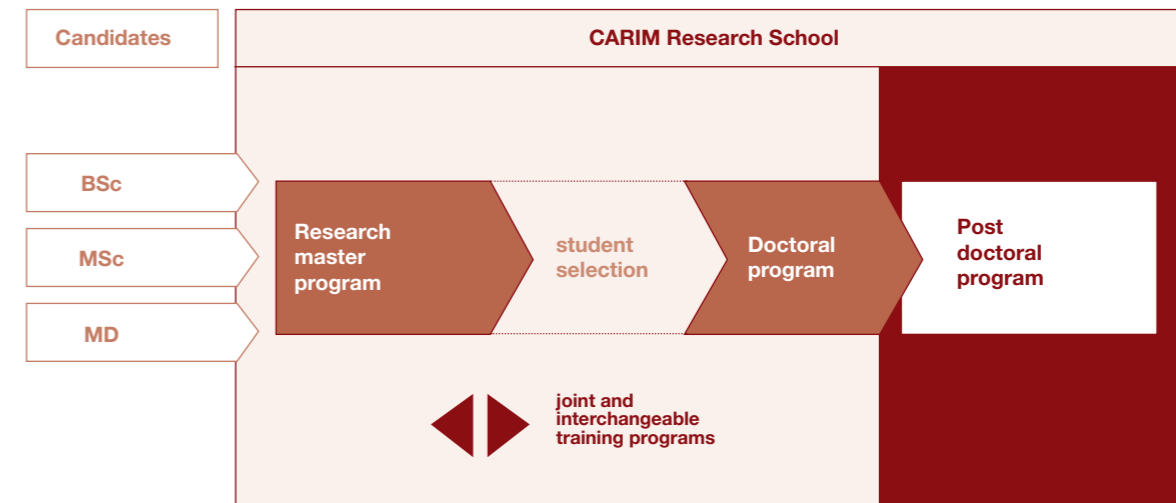 Candidates
CARIM Research School
BSc
MSc
MD
Research
master
program
student
selection
Doctoral
program
Post
doctoral
program
joint and
interchangeable
training programs